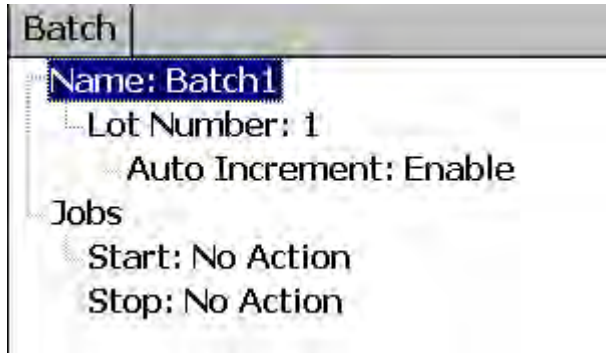 Batch
Name: Batch1
Lot Number: 1
Auto Increment: Enable
Jobs
Start: No Action
Stop: No Action